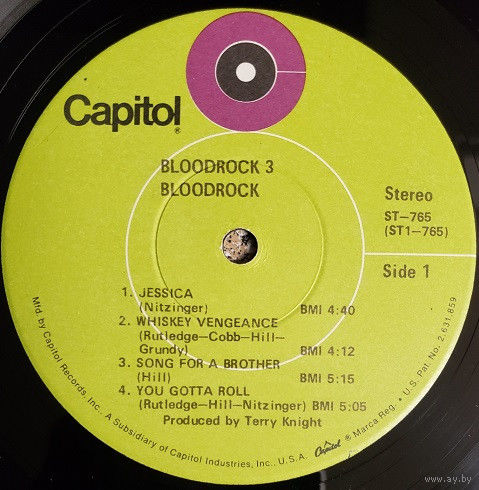 Capitol
®
BLOODROCK 3
BLOODROCK
Stereo
ST-765
(ST1-765)
Side 1
1. JESSICA
(Nitzinger) BMI 4:40
2. WHISKEY VENGEANCE
(Rutledge-Cobb-Hill-
Grundy) BMI 4:12
3. SONG FOR A BROTHER
(Hill) BMI 5:15
4. YOU GOTTA ROLL
(Rutledge-Hill-Nitzinger) BMI 5:05
Produced by Terry Knight
Mfd. by Capitol Records, Inc., A Subsidiary of Capitol Industries, Inc., U.S.A. Capitol ® Marca Reg. • U.S. Pat. No. 2,631,859
www.ay.by